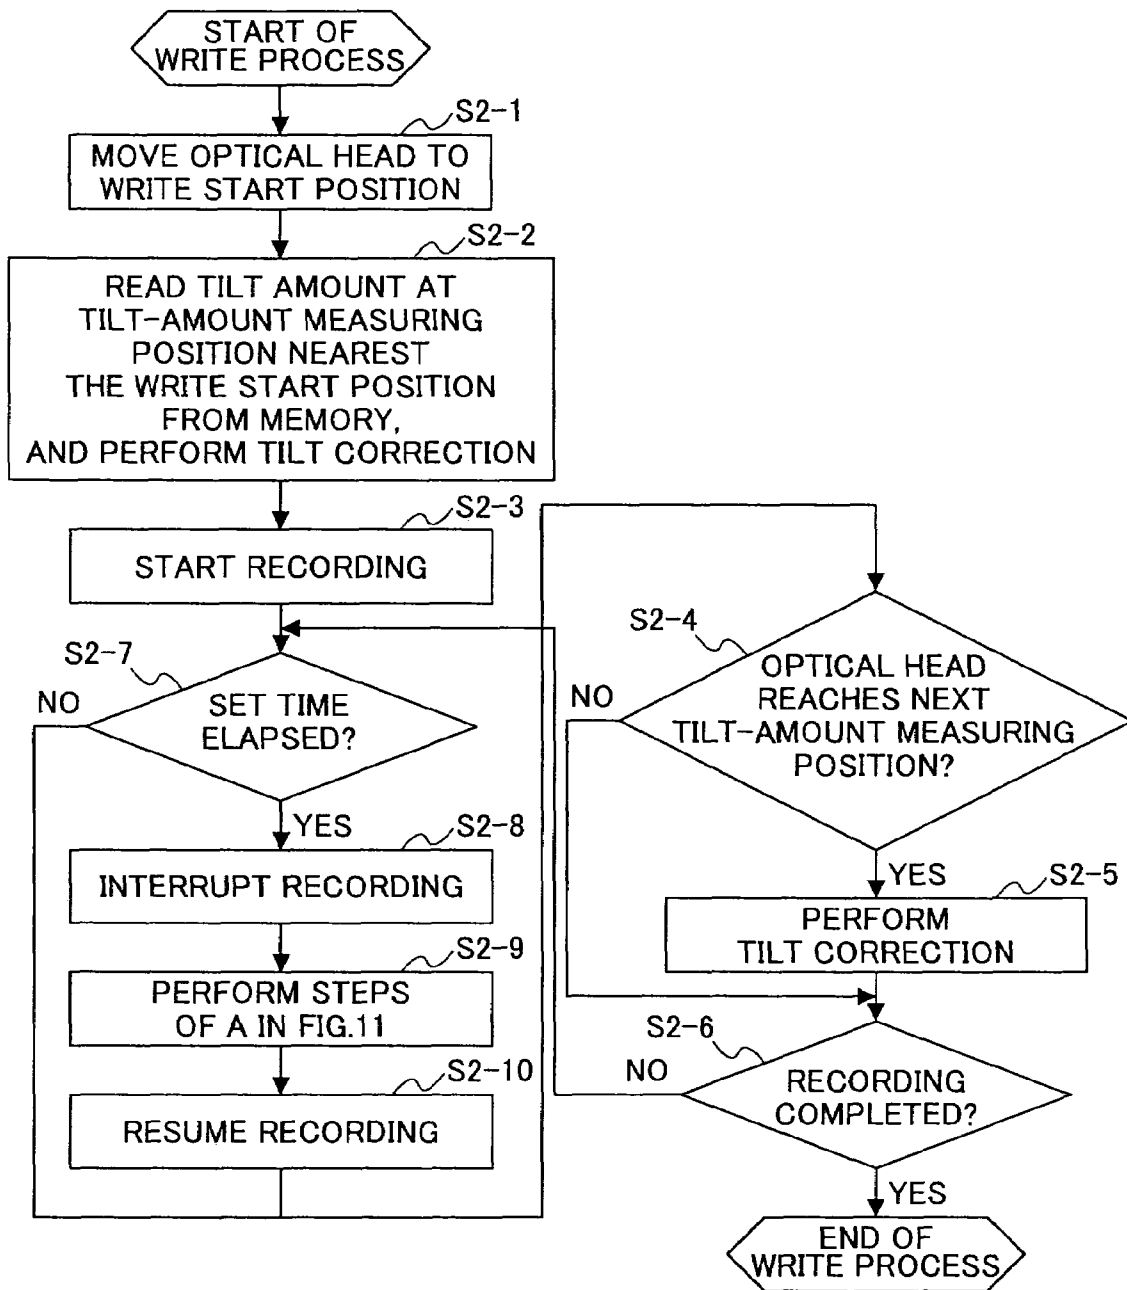 START OF
WRITE PROCESS
S2-1
MOVE OPTICAL HEAD TO
WRITE START POSITION
S2-2
READ TILT AMOUNT AT
TILT-AMOUNT MEASURING
POSITION NEAREST
THE WRITE START POSITION
FROM MEMORY,
AND PERFORM TILT CORRECTION
S2-3
START RECORDING
S2-7
NO
SET TIME
ELAPSED?
YES
S2-8
INTERRUPT RECORDING
S2-9
PERFORM STEPS
OF A IN FIG.11
S2-10
RESUME RECORDING
S2-4
NO
OPTICAL HEAD
REACHES NEXT
TILT-AMOUNT MEASURING
POSITION?
YES
S2-5
PERFORM
TILT CORRECTION
S2-6
NO
RECORDING
COMPLETED?
YES
END OF
WRITE PROCESS